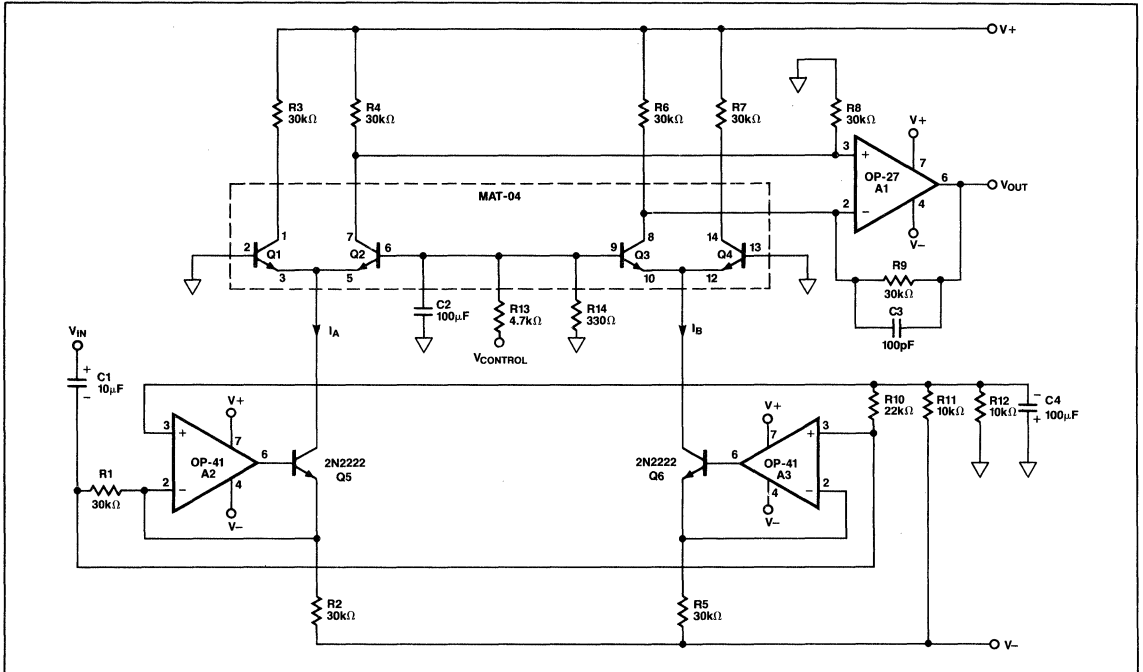 V+
R3
30kΩ
R4
30kΩ
R6
30kΩ
R7
30kΩ
R8
30kΩ
V+
3
+
7
OP-27
A1
6
VOUT
2
−
4
V−
MAT-04
1
2
Q1
3
7
Q2
6
5
9
8
Q3
10
14
Q4
13
12
R9
30kΩ
C3
100pF
C2
100μF
R13
4.7kΩ
VCONTROL
R14
330Ω
IA
IB
VIN
+
C1
10μF
−
R1
30kΩ
V+
3
+
7
OP-41
A2
6
2
−
4
V−
2N2222
Q5
2N2222
Q6
V+
7
+
3
6
OP-41
A3
4
−
2
V−
R10
22kΩ
R11
10kΩ
R12
10kΩ
−
C4
100μF
+
R2
30kΩ
R5
30kΩ
V−